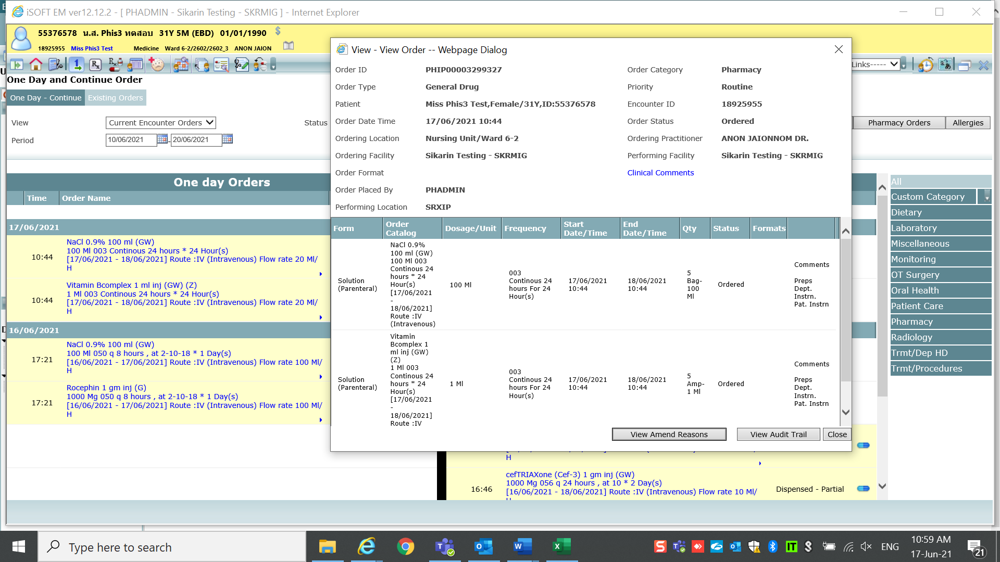 iSOFT EM ver12.12.2 - [ PHADMIN - Sikarin Testing - SKRMIG ] - Internet Explorer
55376578 น.ส. Phis3 ทดสอบ 31Y 5M (EBD) 01/01/1990 $
18925955 Miss Phis3 Test Medicine Ward 6-2/2602/2602_3 ANON JAION
Links-----
One Day and Continue Order
One Day - Continue Existing Orders
View Current Encounter Orders Status
Period 10/06/2021 - 20/06/2021
Pharmacy Orders Allergies
One day Orders
Time Order Name
17/06/2021
10:44
NaCl 0.9% 100 ml (GW)
100 Ml 003 Continous 24 hours * 24 Hour(s)
[17/06/2021 - 18/06/2021] Route :IV (Intravenous) Flow rate 20 Ml/
H
10:44
Vitamin Bcomplex 1 ml inj (GW) (Z)
1 Ml 003 Continous 24 hours * 24 Hour(s)
[17/06/2021 - 18/06/2021] Route :IV (Intravenous) Flow rate 20 Ml/
H
16/06/2021
17:21
NaCl 0.9% 100 ml (GW)
100 Ml 050 q 8 hours , at 2-10-18 * 1 Day(s)
[16/06/2021 - 17/06/2021] Route :IV (Intravenous) Flow rate 100 Ml/
H
17:21
Rocephin 1 gm inj (G)
1000 Mg 050 q 8 hours , at 2-10-18 * 1 Day(s)
[16/06/2021 - 17/06/2021] Route :IV (Intravenous) Flow rate 100 Ml/
H
View - View Order -- Webpage Dialog
Order ID PHIP00003299327 Order Category Pharmacy
Order Type General Drug Priority Routine
Patient Miss Phis3 Test,Female/31Y,ID:55376578 Encounter ID 18925955
Order Date Time 17/06/2021 10:44 Order Status Ordered
Ordering Location Nursing Unit/Ward 6-2 Ordering Practitioner ANON JAIONNOM DR.
Ordering Facility Sikarin Testing - SKRMIG Performing Facility Sikarin Testing - SKRMIG
Order Format Clinical Comments
Order Placed By PHADMIN
Performing Location SRXIP
Form Order Catalog Dosage/Unit Frequency Start Date/Time End Date/Time Qty Status Formats
Solution
(Parenteral)
NaCl 0.9%
100 ml (GW)
100 Ml 003
Continous 24
hours * 24
Hour(s)
[17/06/2021
-
18/06/2021]
Route :IV
(Intravenous)
100 Ml
003
Continous 24
hours For 24
Hour(s)
17/06/2021
10:44
18/06/2021
10:44
5
Bag-
100
Ml
Ordered
Comments
Preps
Dept.
Instrn.
Pat. Instrn
Solution
(Parenteral)
Vitamin
Bcomplex 1
ml inj (GW)
(Z)
1 Ml 003
Continous 24
hours * 24
Hour(s)
[17/06/2021
-
18/06/2021]
Route :IV
1 Ml
003
Continous 24
hours For 24
Hour(s)
17/06/2021
10:44
18/06/2021
10:44
5
Amp-
1 Ml
Ordered
Comments
Preps
Dept.
Instrn.
Pat. Instrn
View Amend Reasons View Audit Trail Close
H
16:46
cefTRIAXone (Cef-3) 1 gm inj (GW)
1000 Mg 056 q 24 hours , at 10 * 2 Day(s)
[16/06/2021 - 18/06/2021] Route :IV (Intravenous) Flow rate 10 Ml/
Dispensed - Partial
All
Custom Category
Dietary
Laboratory
Miscellaneous
Monitoring
OT Surgery
Oral Health
Patient Care
Pharmacy
Radiology
Trmt/Dep HD
Trmt/Procedures
Type here to search
ENG
10:59 AM
17-Jun-21
21